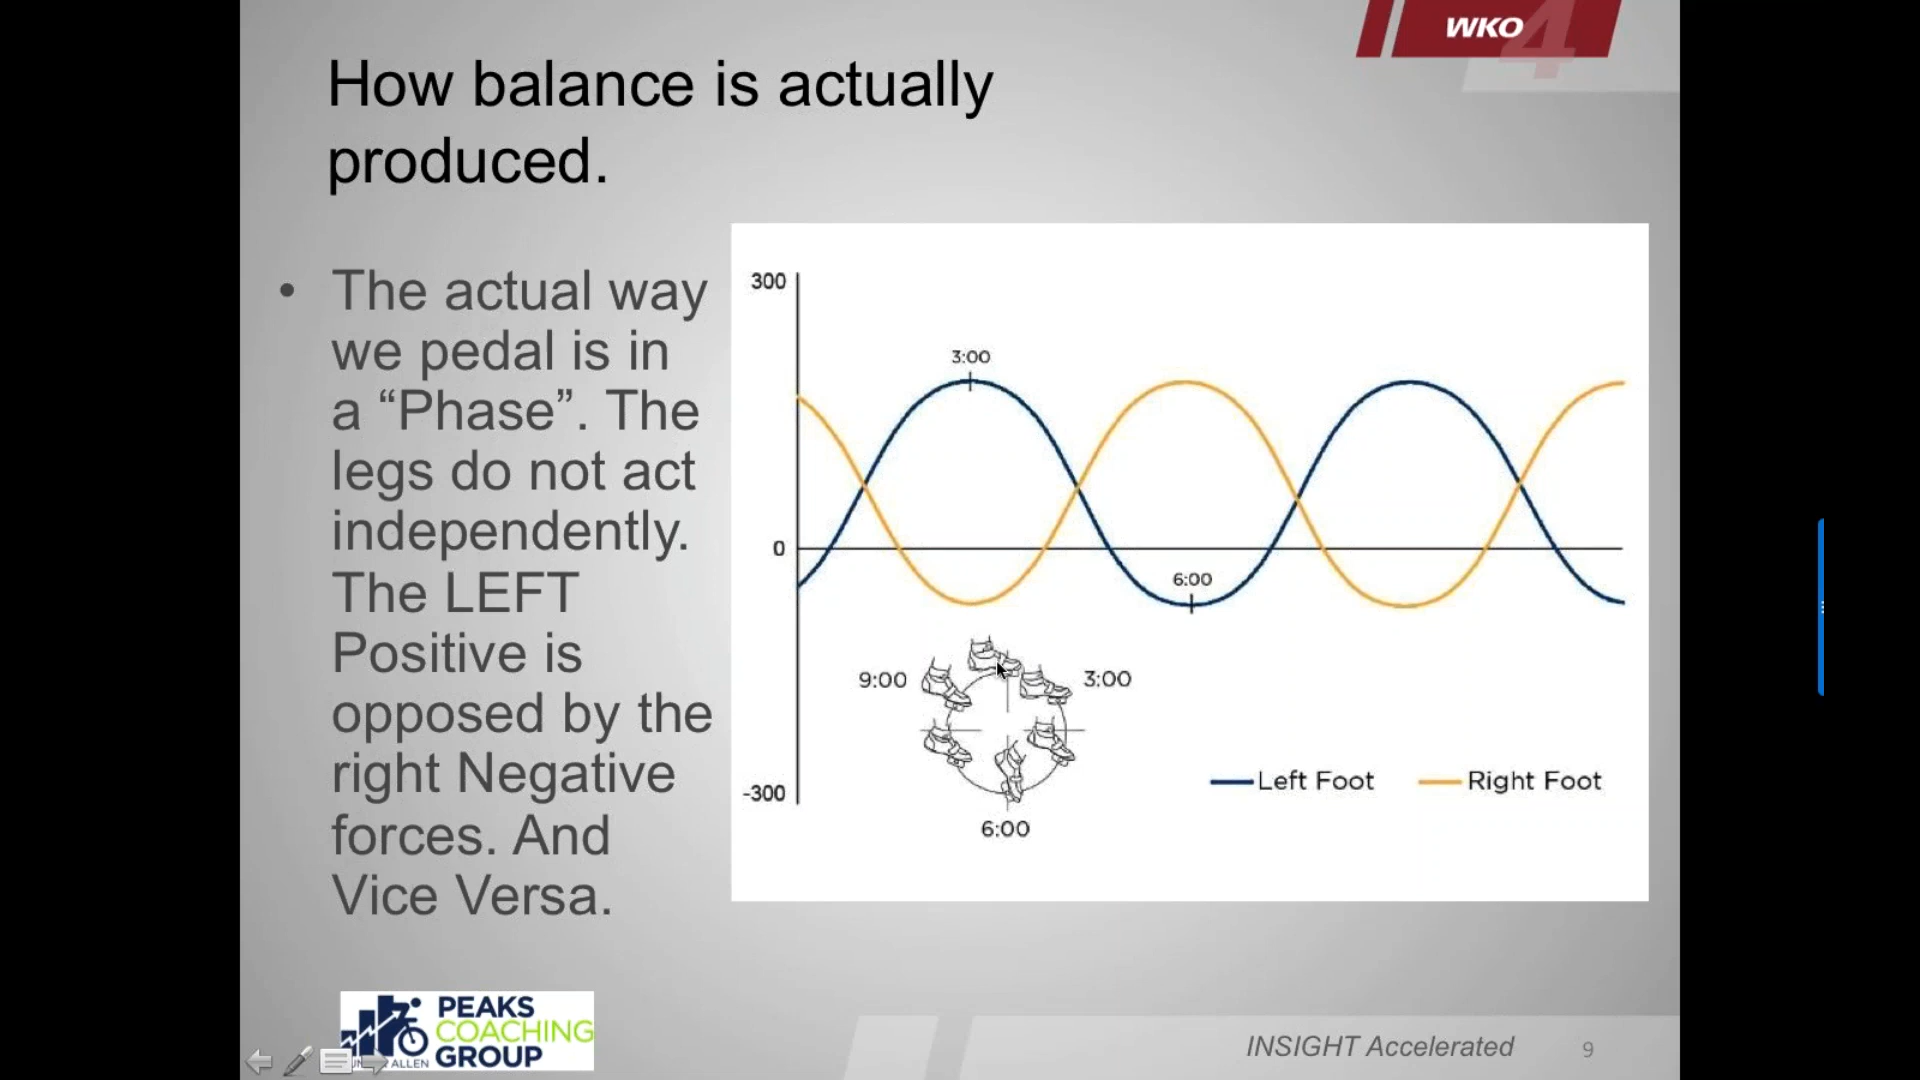 WKO 4
How balance is actually
produced.
• The actual way
we pedal is in
a “Phase”. The
legs do not act
independently.
The LEFT
Positive is
opposed by the
right Negative
forces. And
Vice Versa.
300
3:00
0
6:00
9:00
3:00
-300
6:00
Left Foot
Right Foot
PEAKS
COACHING
GROUP
ALLEN
INSIGHT Accelerated
9